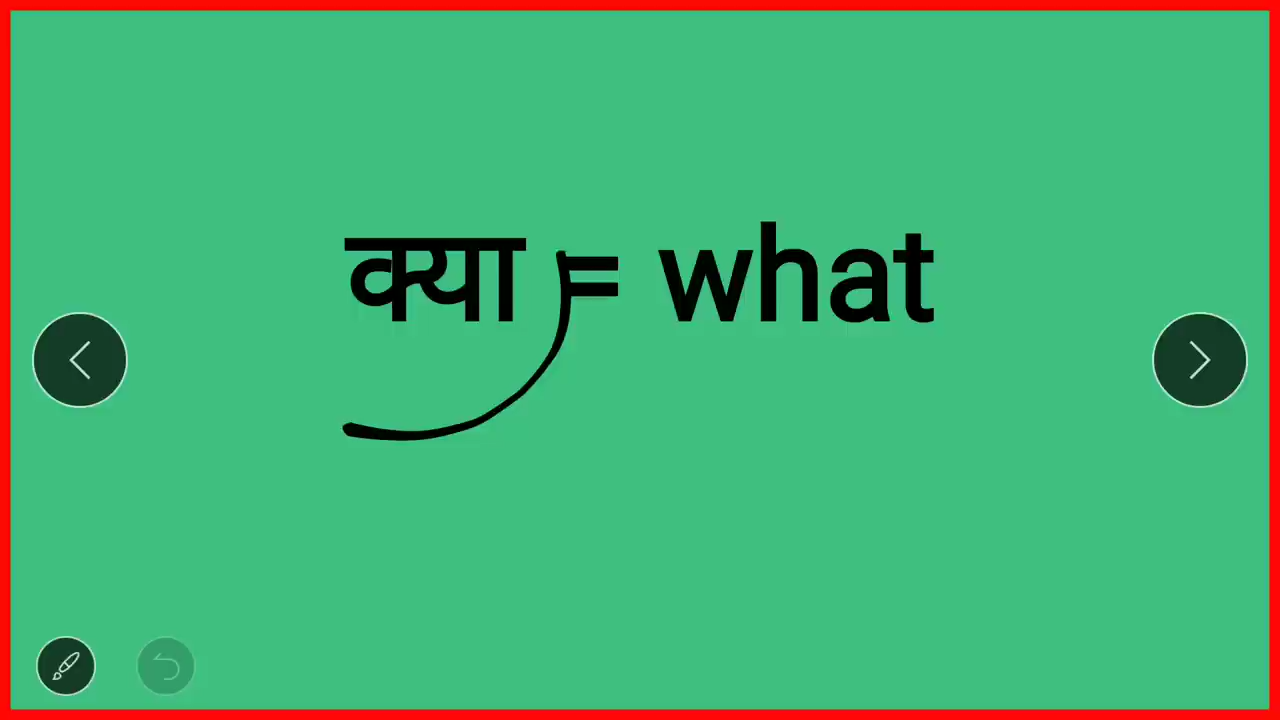 क्या = what